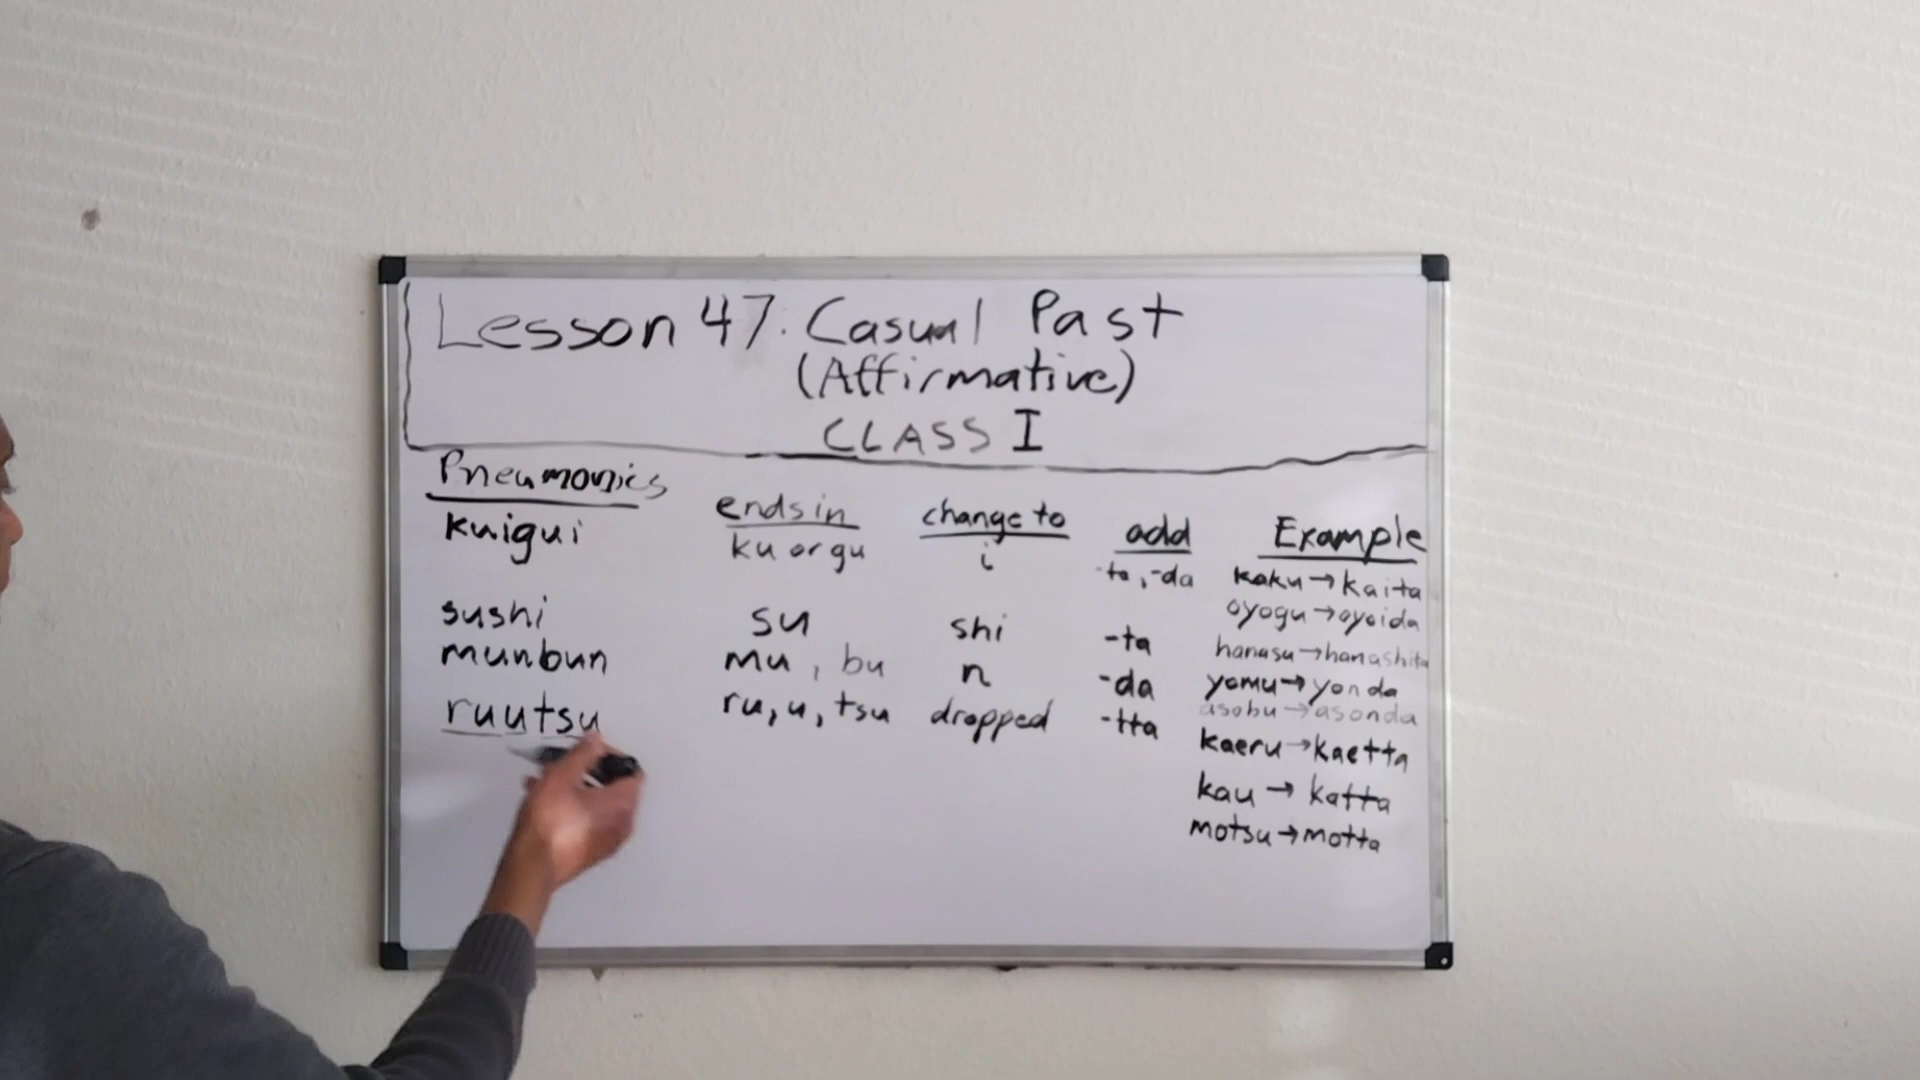 Lesson 47: Casual Past
(Affirmative)
CLASS I
Pneumonics
ends in change to add Example
kuigui ku or gu i -ta, -da kaku → kaita
oyogu → oyoida
sushi su shi -ta hanasu → hanashita
munbun mu, bu n -da yomu → yonda
asobu → asonda
ruutsu ru, u, tsu dropped -tta kaeru → kaetta
kau → katta
motsu → motta